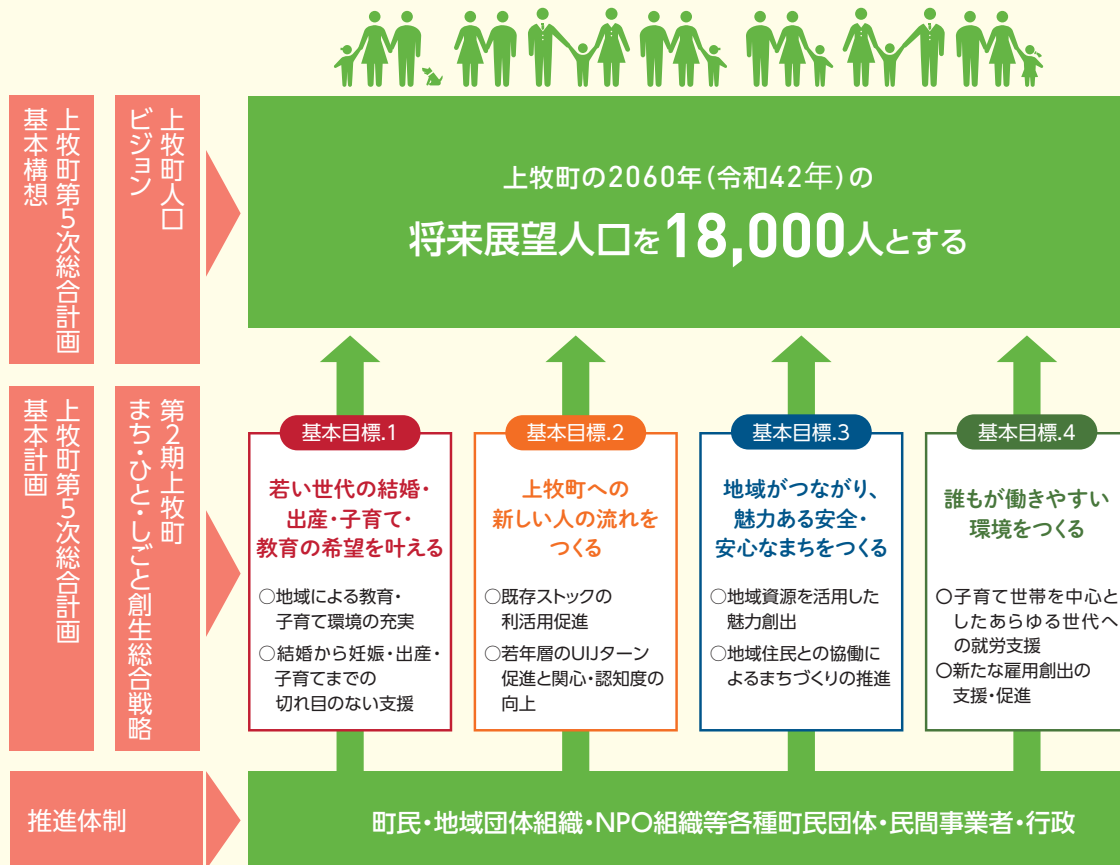 上牧町第5次総合計画
基本構想
上牧町人口
ビジョン
上牧町の2060年(令和42年)の
将来展望人口を18,000人とする
上牧町第5次総合計画
基本計画
第2期上牧町
まち・ひと・しごと創生総合戦略
基本目標.1
若い世代の結婚・
出産・子育て・
教育の希望を叶える
○地域による教育・
子育て環境の充実
○結婚から妊娠・出産・
子育てまでの
切れ目のない支援
基本目標.2
上牧町への
新しい人の流れを
つくる
○既存ストックの
利活用促進
○若年層のUIJターン
促進と関心・認知度の
向上
基本目標.3
地域がつながり、
魅力ある安全・
安心なまちをつくる
○地域資源を活用した
魅力創出
○地域住民との協働に
よるまちづくりの推進
基本目標.4
誰もが働きやすい
環境をつくる
○子育て世帯を中心と
したあらゆる世代へ
の就労支援
○新たな雇用創出の
支援・促進
推進体制
町民・地域団体組織・NPO組織等各種町民団体・民間事業者・行政